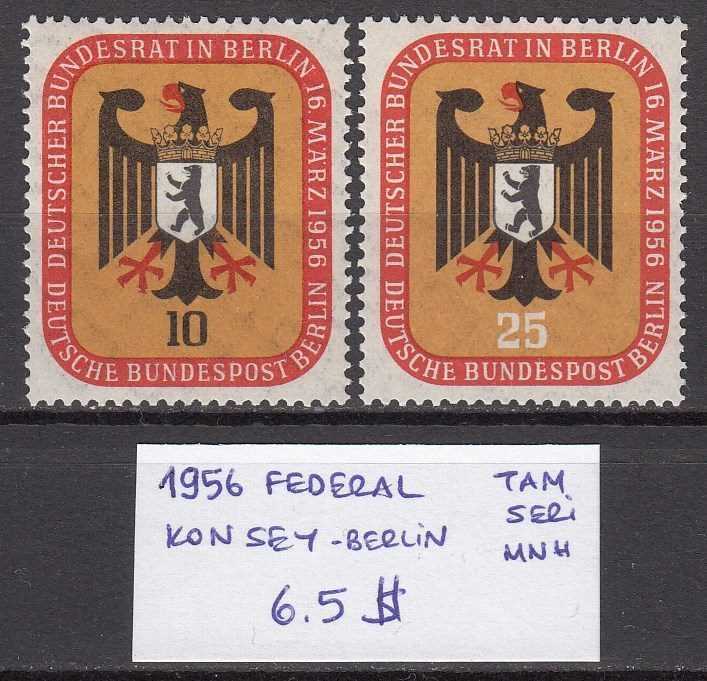 DEUTSCHER BUNDESRAT IN BERLIN 16. MÄRZ 1956
DEUTSCHE BUNDESPOST BERLIN
10
DEUTSCHER BUNDESRAT IN BERLIN 16. MÄRZ 1956
DEUTSCHE BUNDESPOST BERLIN
25
1956 FEDERAL
KONSEY - BERLİN
6.5 $
TAM
SERİ
MNH